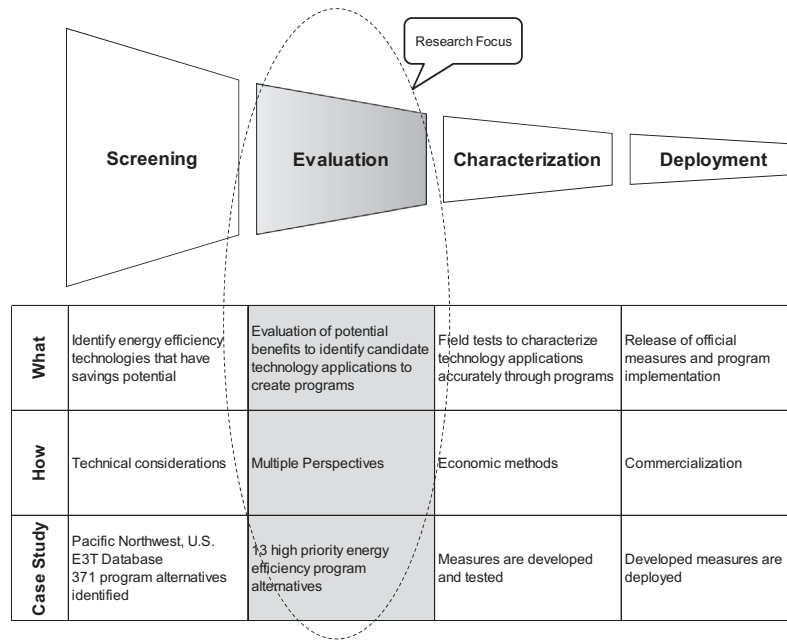 Research Focus
Screening
Evaluation
Characterization
Deployment
What
Identify energy efficiency
technologies that have
savings potential
Evaluation of potential
benefits to identify candidate
technology applications to
create programs
Field tests to characterize
technology applications
accurately through programs
Release of official
measures and program
implementation
How
Technical considerations
Multiple Perspectives
Economic methods
Commercialization
Case Study
Pacific Northwest, U.S.
E3T Database
371 program alternatives
identified
13 high priority energy
efficiency program
alternatives
Measures are developed
and tested
Developed measures are
deployed